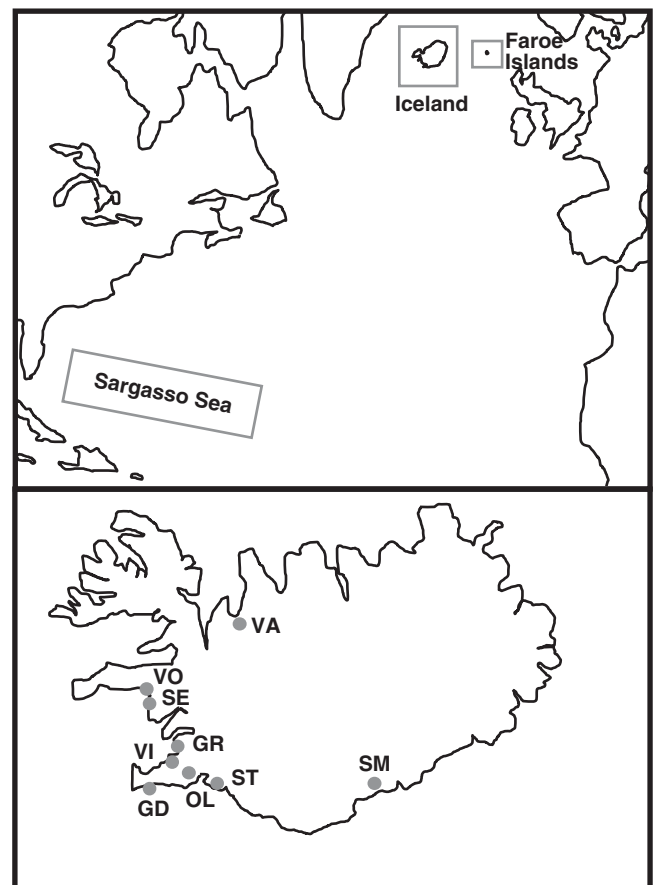 Faroe
Islands
Iceland
Sargasso Sea
VA
VO
SE
GR
VI
SM
ST
OL
GD